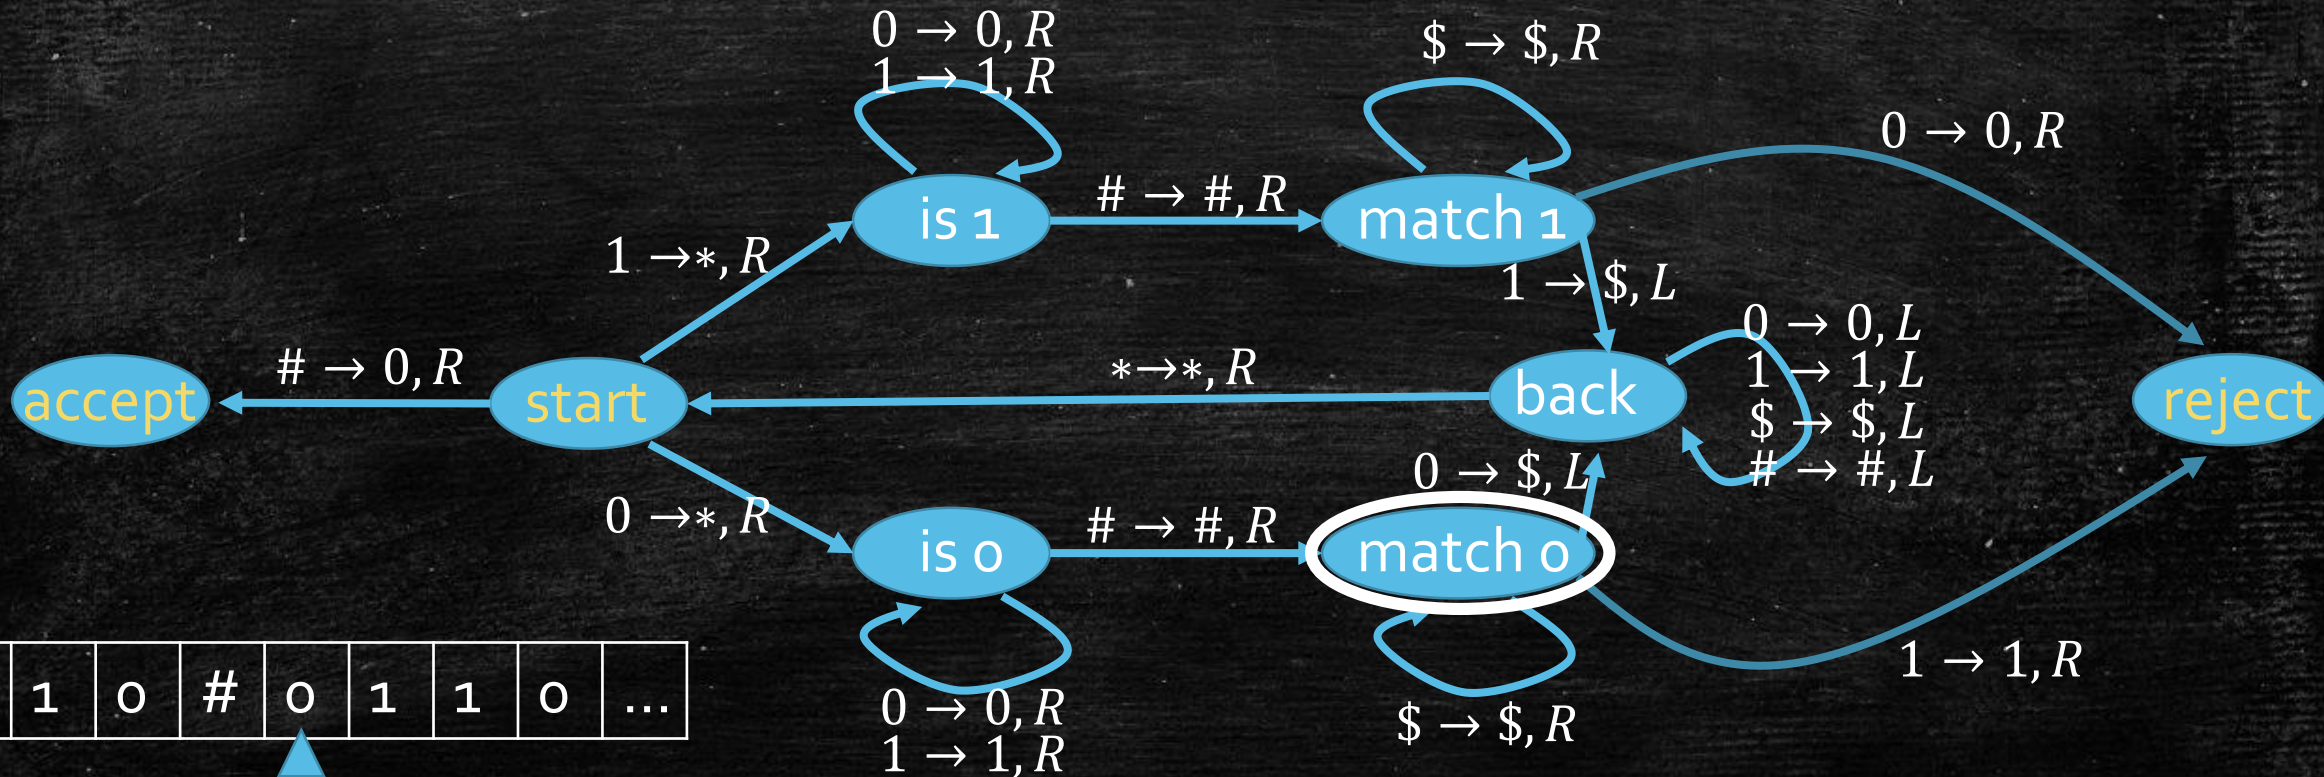 0 → 0, R
1 → 1, R
$ → $, R
0 → 0, R
is 1
# → #, R
match 1
1 →*, R
1 → $, L
0 → 0, L
1 → 1, L
$ → $, L
# → #, L
accept
# → 0, R
start
*→*, R
back
reject
0 →*, R
0 → $, L
is 0
# → #, R
match 0
1 → 1, R
0 → 0, R
1 → 1, R
$ → $, R
1 0 # 0 1 1 0 ...